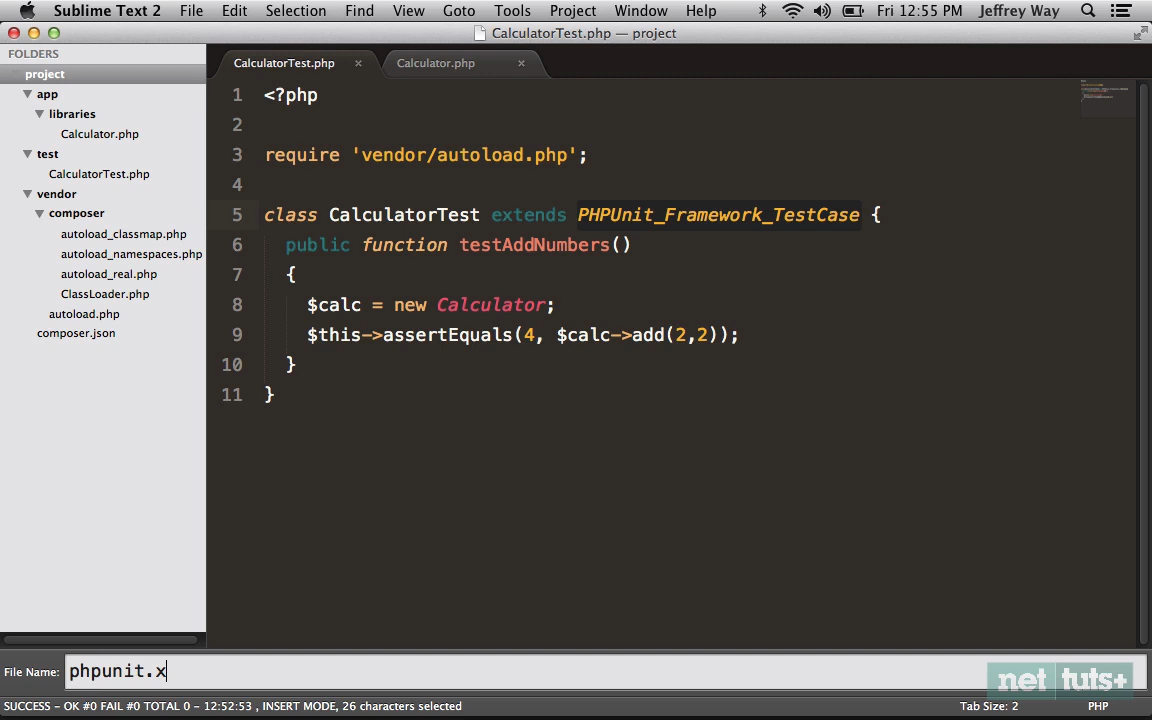 Sublime Text 2 File Edit Selection Find View Goto Tools Project Window Help Fri 12:55 PM Jeffrey Way
CalculatorTest.php — project
FOLDERS
project
app
libraries
Calculator.php
test
CalculatorTest.php
vendor
composer
autoload_classmap.php
autoload_namespaces.php
autoload_real.php
ClassLoader.php
autoload.php
composer.json
CalculatorTest.php × Calculator.php ×
1 <?php
2
3 require 'vendor/autoload.php';
4
5 class CalculatorTest extends PHPUnit_Framework_TestCase {
6 public function testAddNumbers()
7 {
8 $calc = new Calculator;
9 $this->assertEquals(4, $calc->add(2,2));
10 }
11 }
File Name: phpunit.x
net tuts+
SUCCESS - OK #0 FAIL #0 TOTAL 0 - 12:52:53 , INSERT MODE, 26 characters selected Tab Size: 2 PHP